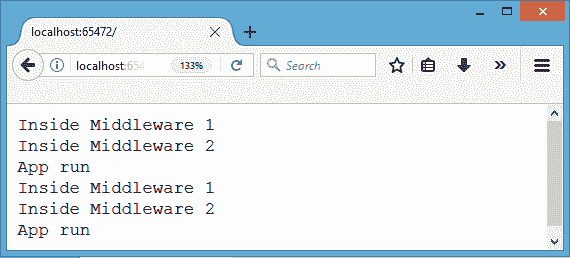 localhost:65472/
localhost:654
133%
Search
Inside Middleware 1
Inside Middleware 2
App run
Inside Middleware 1
Inside Middleware 2
App run